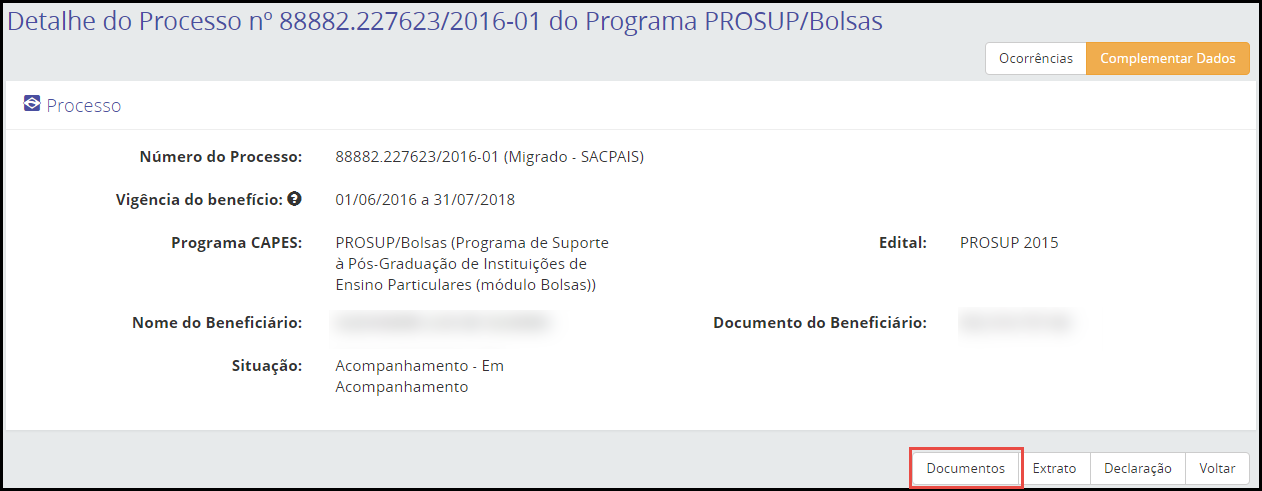 Detalhe do Processo nº 88882.227623/2016-01 do Programa PROSUP/Bolsas
Ocorrências Complementar Dados
Processo
Número do Processo: 88882.227623/2016-01 (Migrado - SACPAIS)
Vigência do benefício: 01/06/2016 a 31/07/2018
Programa CAPES: PROSUP/Bolsas (Programa de Suporte Edital: PROSUP 2015
à Pós-Graduação de Instituições de
Ensino Particulares (módulo Bolsas))
Nome do Beneficiário: Documento do Beneficiário:
Situação: Acompanhamento - Em
Acompanhamento
Documentos Extrato Declaração Voltar